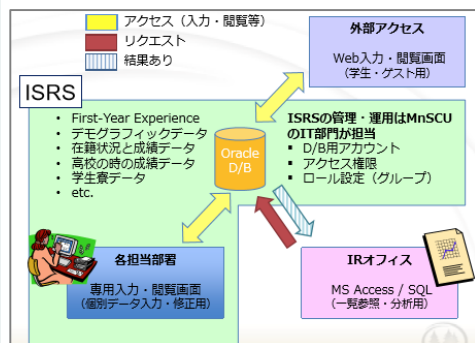 アクセス（入力・閲覧等）
リクエスト
結果あり
外部アクセス
Web入力・閲覧画面
（学生・ゲスト用）
ISRS
• First-Year Experience
• デモグラフィックデータ
• 在籍状況と成績データ
• 高校の時の成績データ
• 学生寮データ
• etc.
Oracle
D/B
ISRSの管理・運用はMnSCU
のIT部門が担当
▪ D/B用アカウント
▪ アクセス権限
▪ ロール設定（グループ）
各担当部署
専用入力・閲覧画面
（個別データ入力・修正用）
IRオフィス
MS Access / SQL
（一覧参照・分析用）